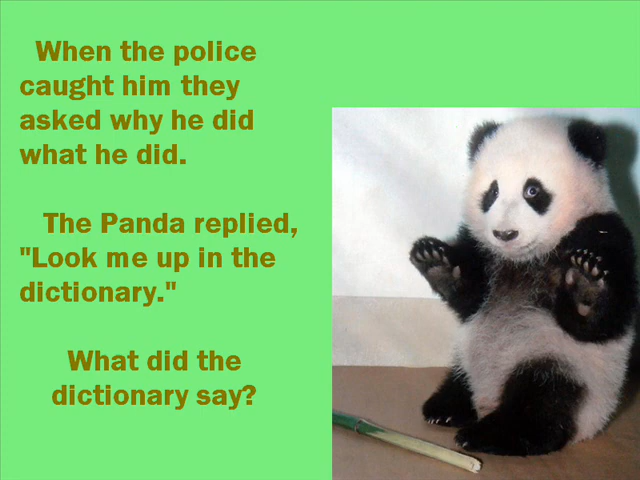 When the police
caught him they
asked why he did
what he did.
The Panda replied,
"Look me up in the
dictionary."
What did the
dictionary say?